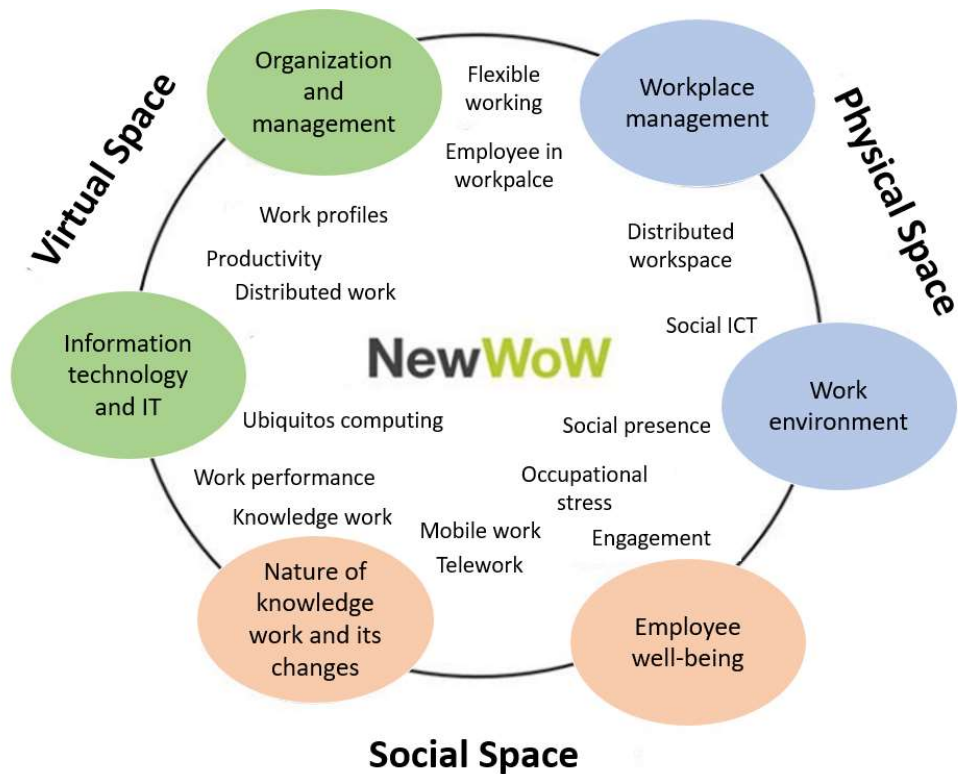 Organization
and
management
Flexible
working
Workplace
management
Employee in
workpalce
Virtual Space
Physical Space
Work profiles
Productivity
Distributed work
Distributed
workspace
Social ICT
Information
technology
and IT
NewWoW
Work
environment
Ubiquitos computing
Social presence
Work performance
Occupational
stress
Knowledge work
Mobile work
Telework
Engagement
Nature of
knowledge
work and its
changes
Employee
well-being
Social Space